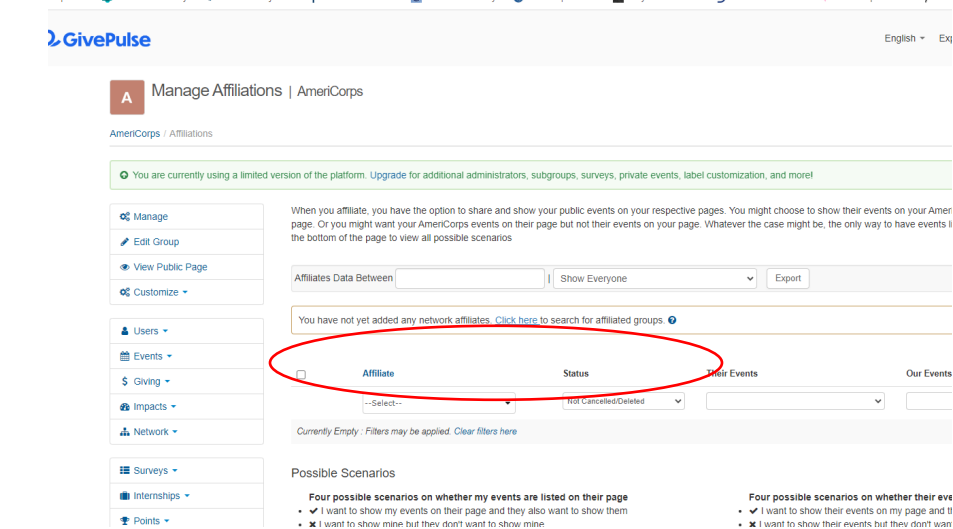 GivePulse
English
A
Manage Affiliations | AmeriCorps
AmeriCorps / Affiliations
You are currently using a limited version of the platform. Upgrade for additional administrators, subgroups, surveys, private events, label customization, and more!
Manage
Edit Group
View Public Page
Customize
Users
Events
$ Giving
Impacts
Network
Surveys
Internships
Points
When you affiliate, you have the option to share and show your public events on your respective pages. You might choose to show their events on your
page. Or you might want your AmeriCorps events on their page but not their events on your page. Whatever the case might be, the only way to have events
the bottom of the page to view all possible scenarios
Affiliates Data Between | Show Everyone Export
You have not yet added any network affiliates. Click here to search for affiliated groups.
Affiliate Status Their Events Our Events
--Select-- Not Cancelled/Deleted
Currently Empty : Filters may be applied. Clear filters here
Possible Scenarios
Four possible scenarios on whether my events are listed on their page
• ✔ I want to show my events on their page and they also want to show them
• ✖ I want to show mine but they don't want to show mine
Four possible scenarios on whether their
• ✔ I want to show their events on my page and
• ✖ I want to show their events but they don't want